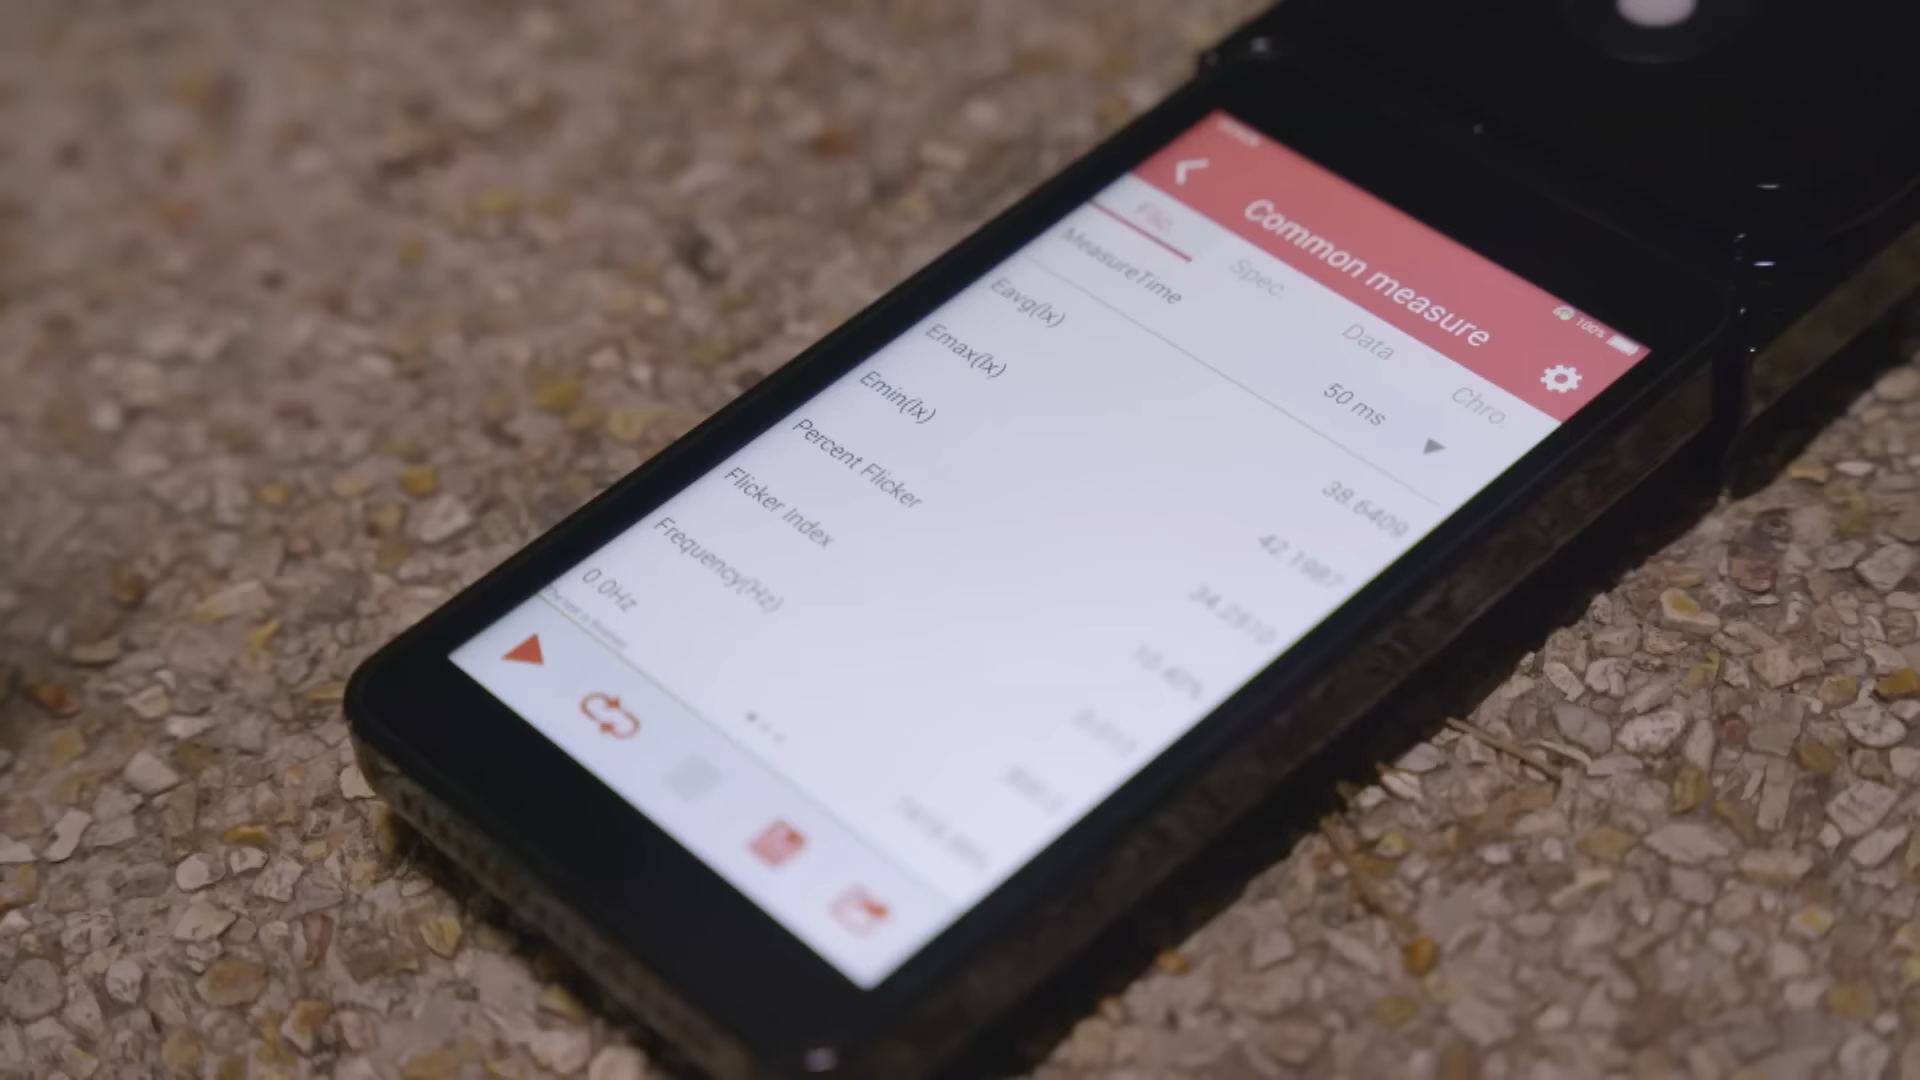 100%
Common measure
Flic. Spec. Data Chro.
MeasureTime 50 ms
Eavg(lx) 38.6409
Emax(lx) 42.1987
Emin(lx) 34.2510
Percent Flicker 10.40%
Flicker Index
Frequency(Hz)
0.0Hz